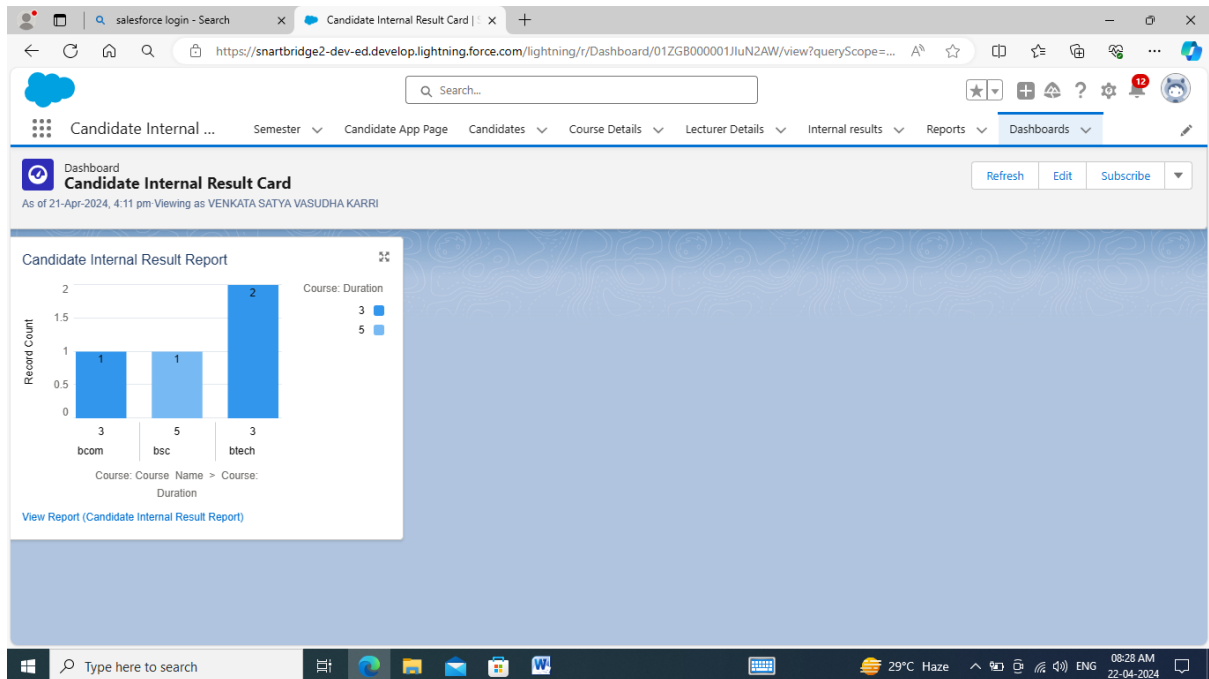 salesforce login - Search
Candidate Internal Result Card |
https://snartbridge2-dev-ed.develop.lightning.force.com/lightning/r/Dashboard/01ZGB000001JIuN2AW/view?queryScope=...
Search...
12
Candidate Internal ...
Semester
Candidate App Page
Candidates
Course Details
Lecturer Details
Internal results
Reports
Dashboards
Dashboard
Candidate Internal Result Card
As of 21-Apr-2024, 4:11 pm·Viewing as VENKATA SATYA VASUDHA KARRI
Refresh
Edit
Subscribe
Candidate Internal Result Report
Course: Duration
3
5
Record Count
2
1.5
1
0.5
0
1
1
2
3
5
3
bcom
bsc
btech
Course: Course Name > Course:
Duration
View Report (Candidate Internal Result Report)
Type here to search
W
29°C Haze
ENG
08:28 AM
22-04-2024